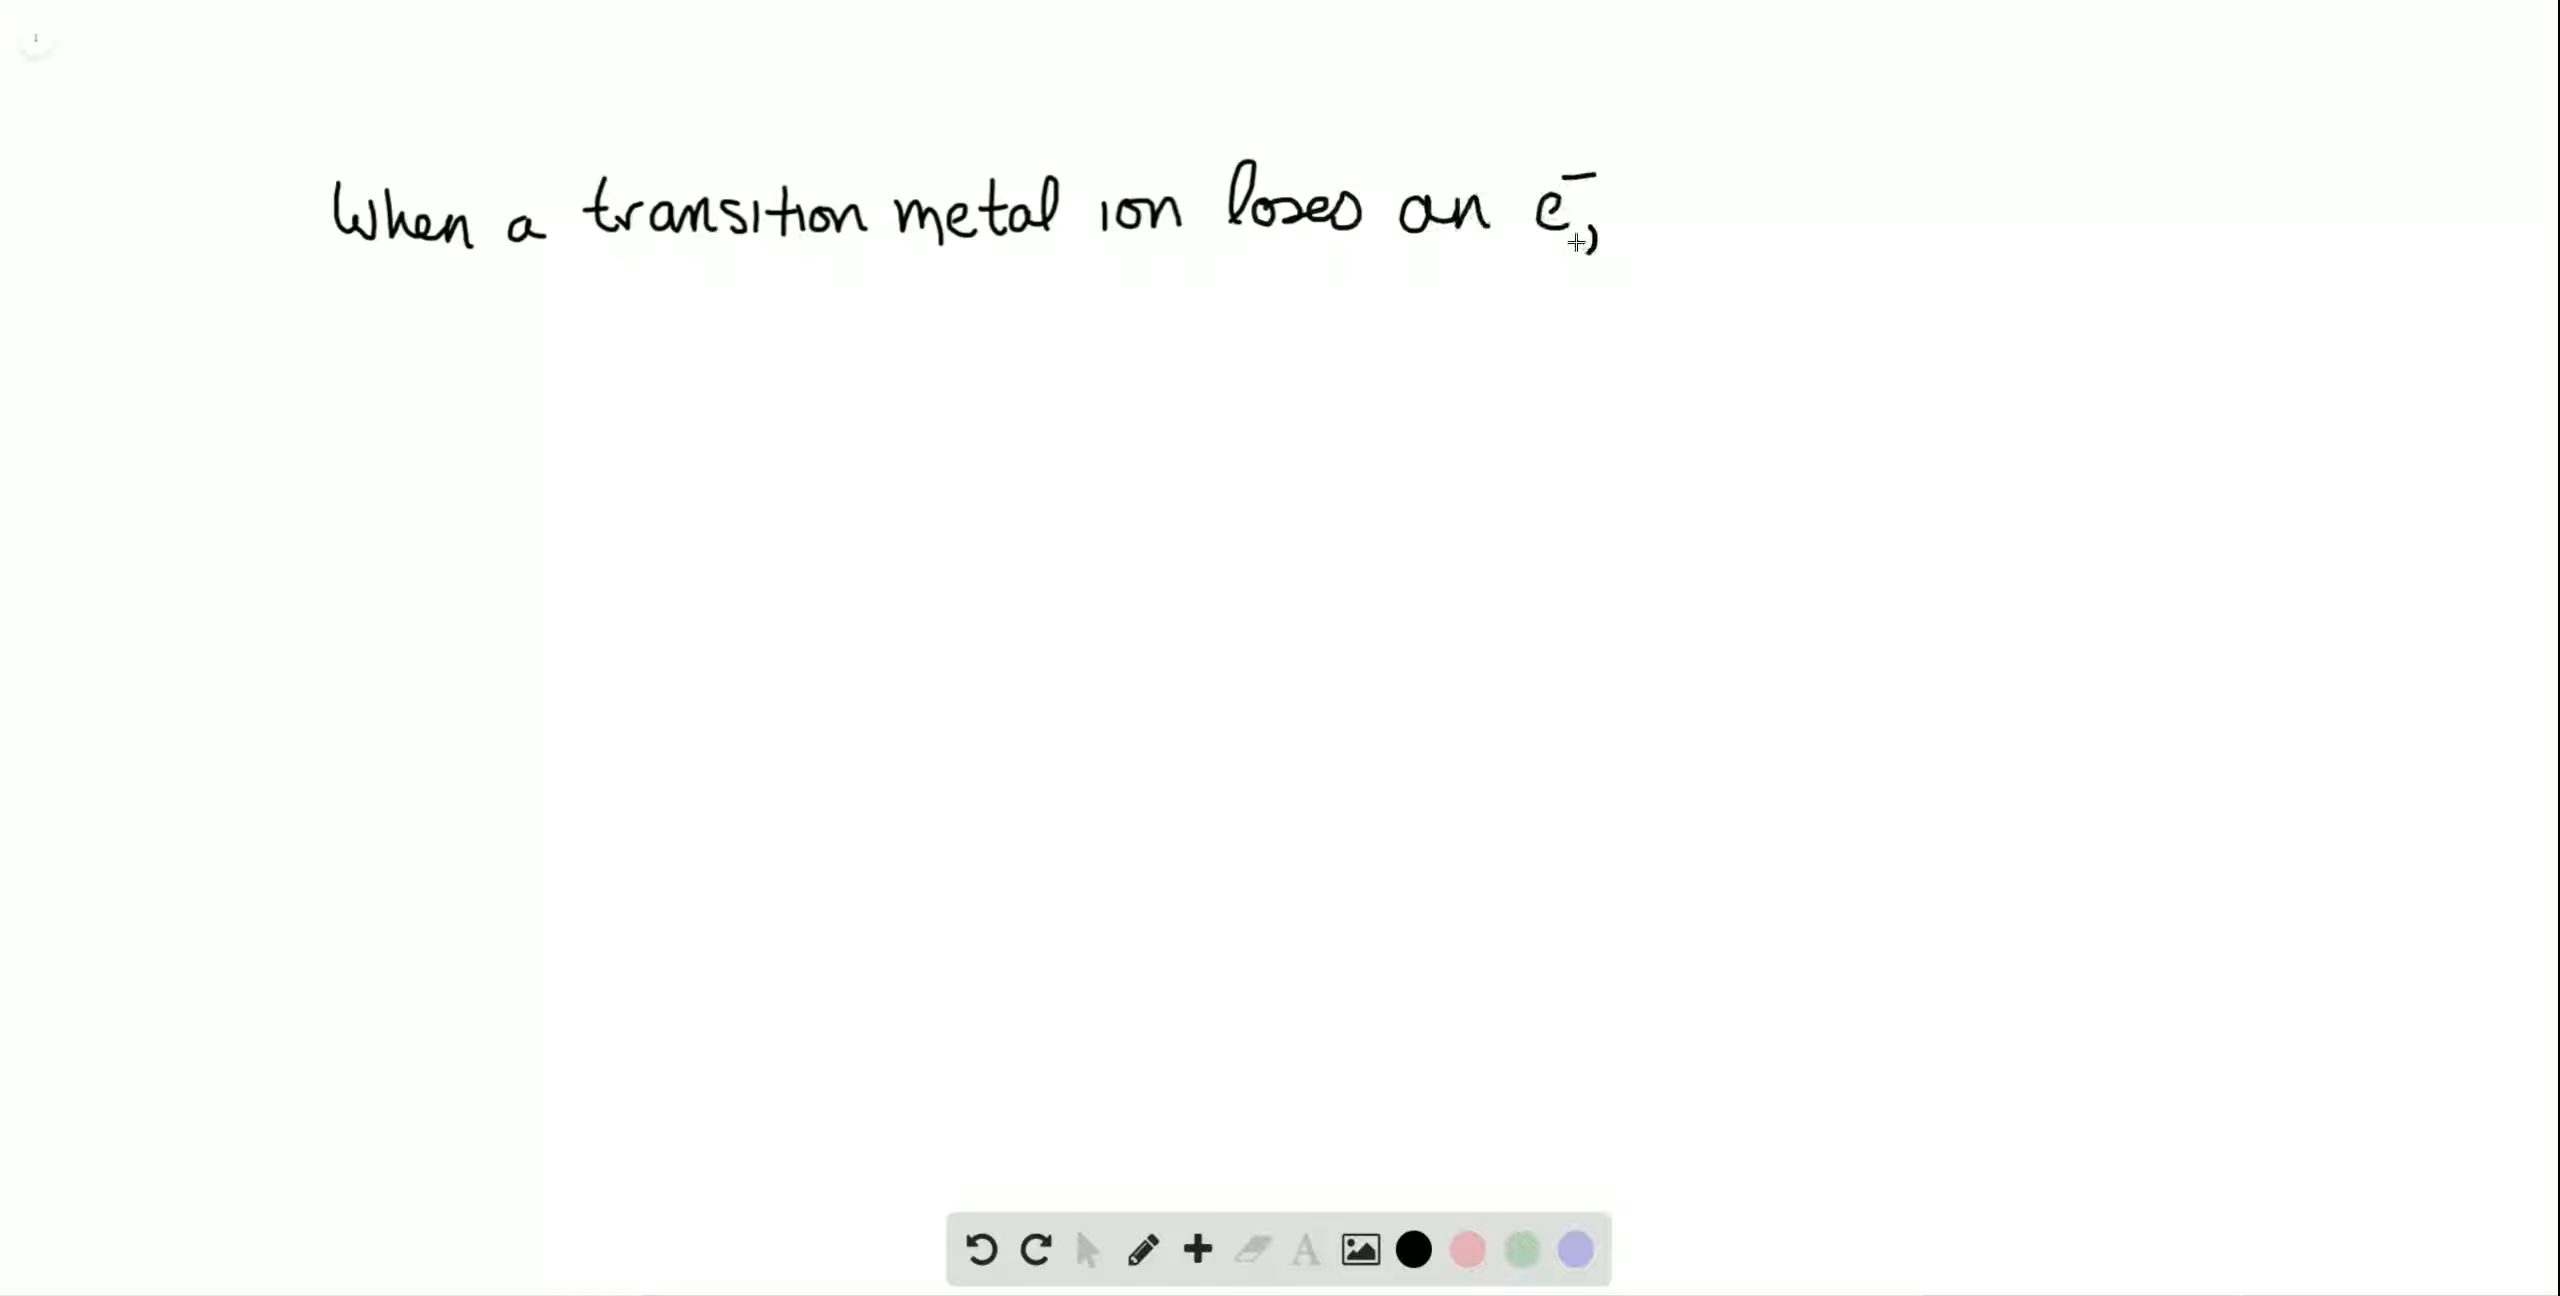 When a transition metal ion loses an e⁻,